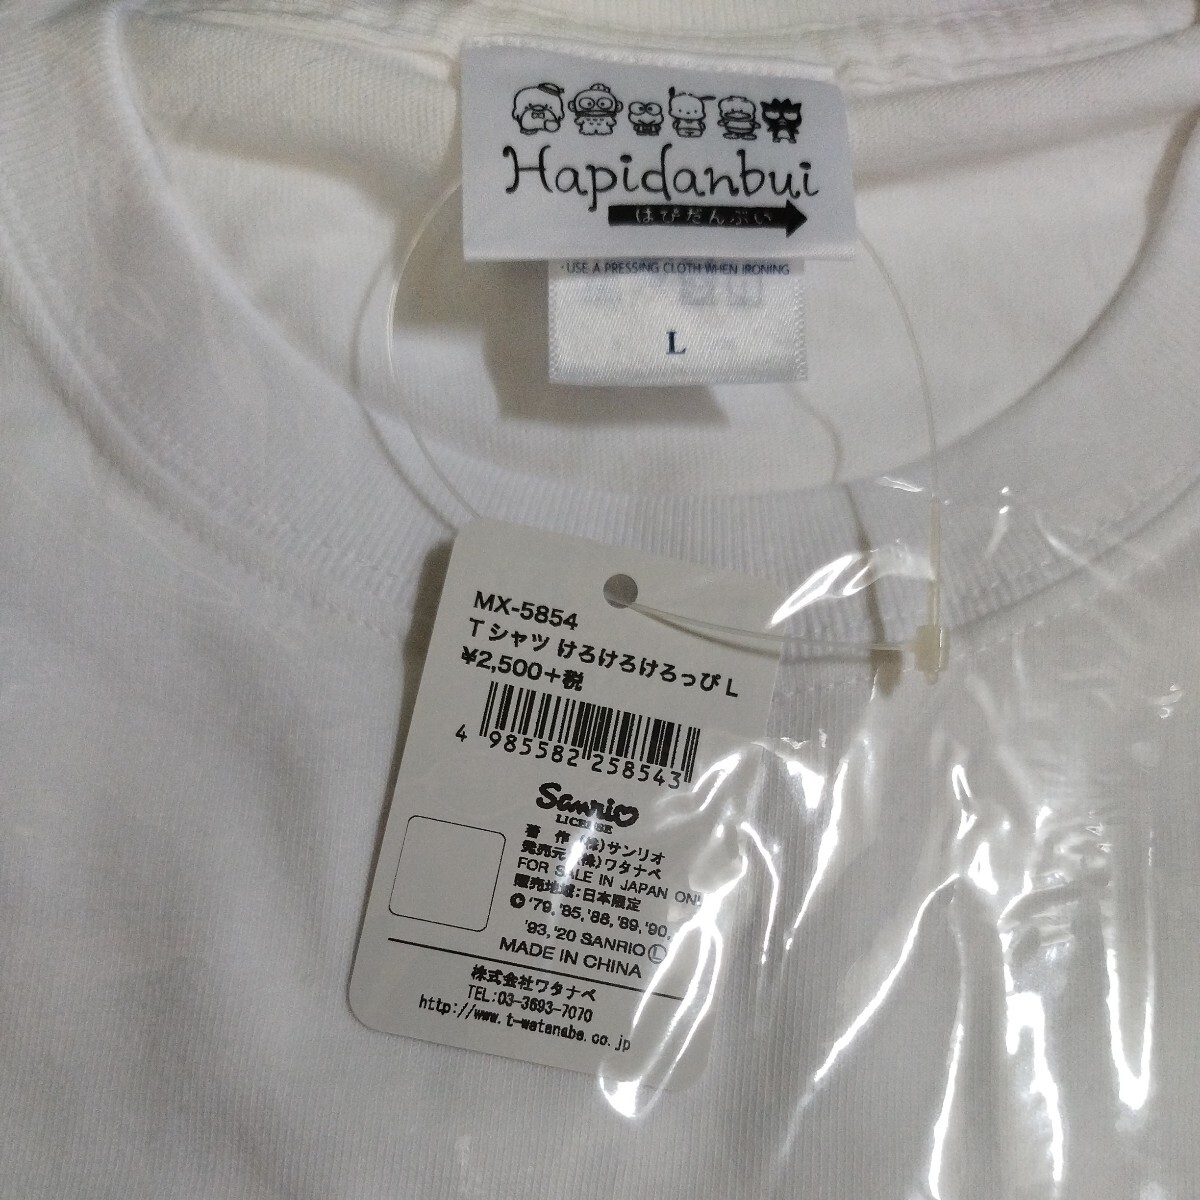 Hapidanbui
はぴだんぶい
・USE A PRESSING CLOTH WHEN IRONING
L
MX-5854
Tシャツ けろけろけろっぴ L
¥2,500+税
4 985582 258543
Sanrio
LICENSE
著 作 (株)サンリオ
発売元 (株)ワタナベ
FOR SALE IN JAPAN ONL
販売地域:日本限定
© '79,'85,'88,'89,'90,
'93,'20 SANRIO Ⓛ
MADE IN CHINA
株式会社ワタナベ
TEL:03-3693-7070
http://www.t-watanabe.co.jp